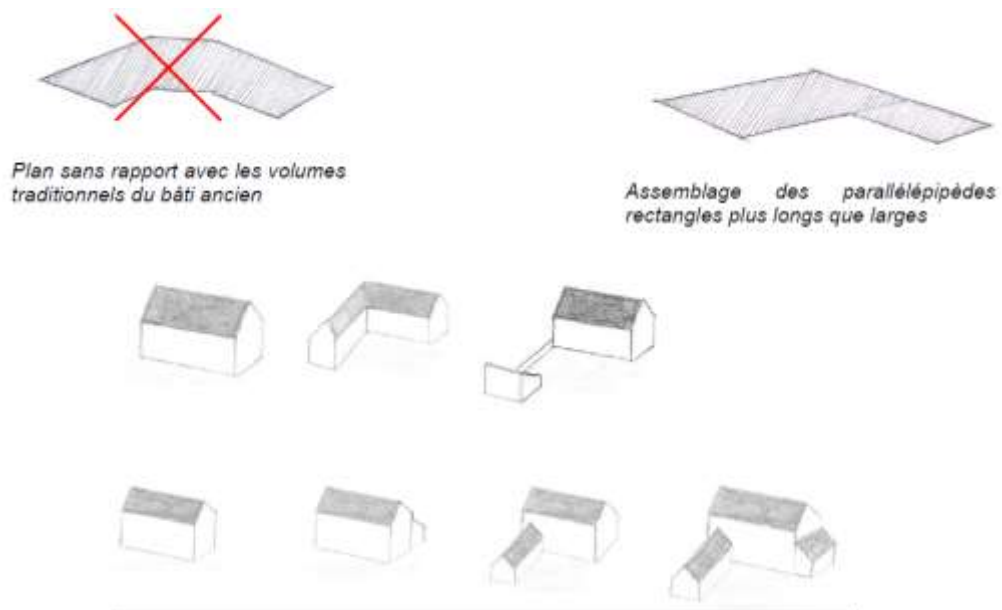 Plan sans rapport avec les volumes
traditionnels du bâti ancien
Assemblage des parallélépipèdes
rectangles plus longs que larges